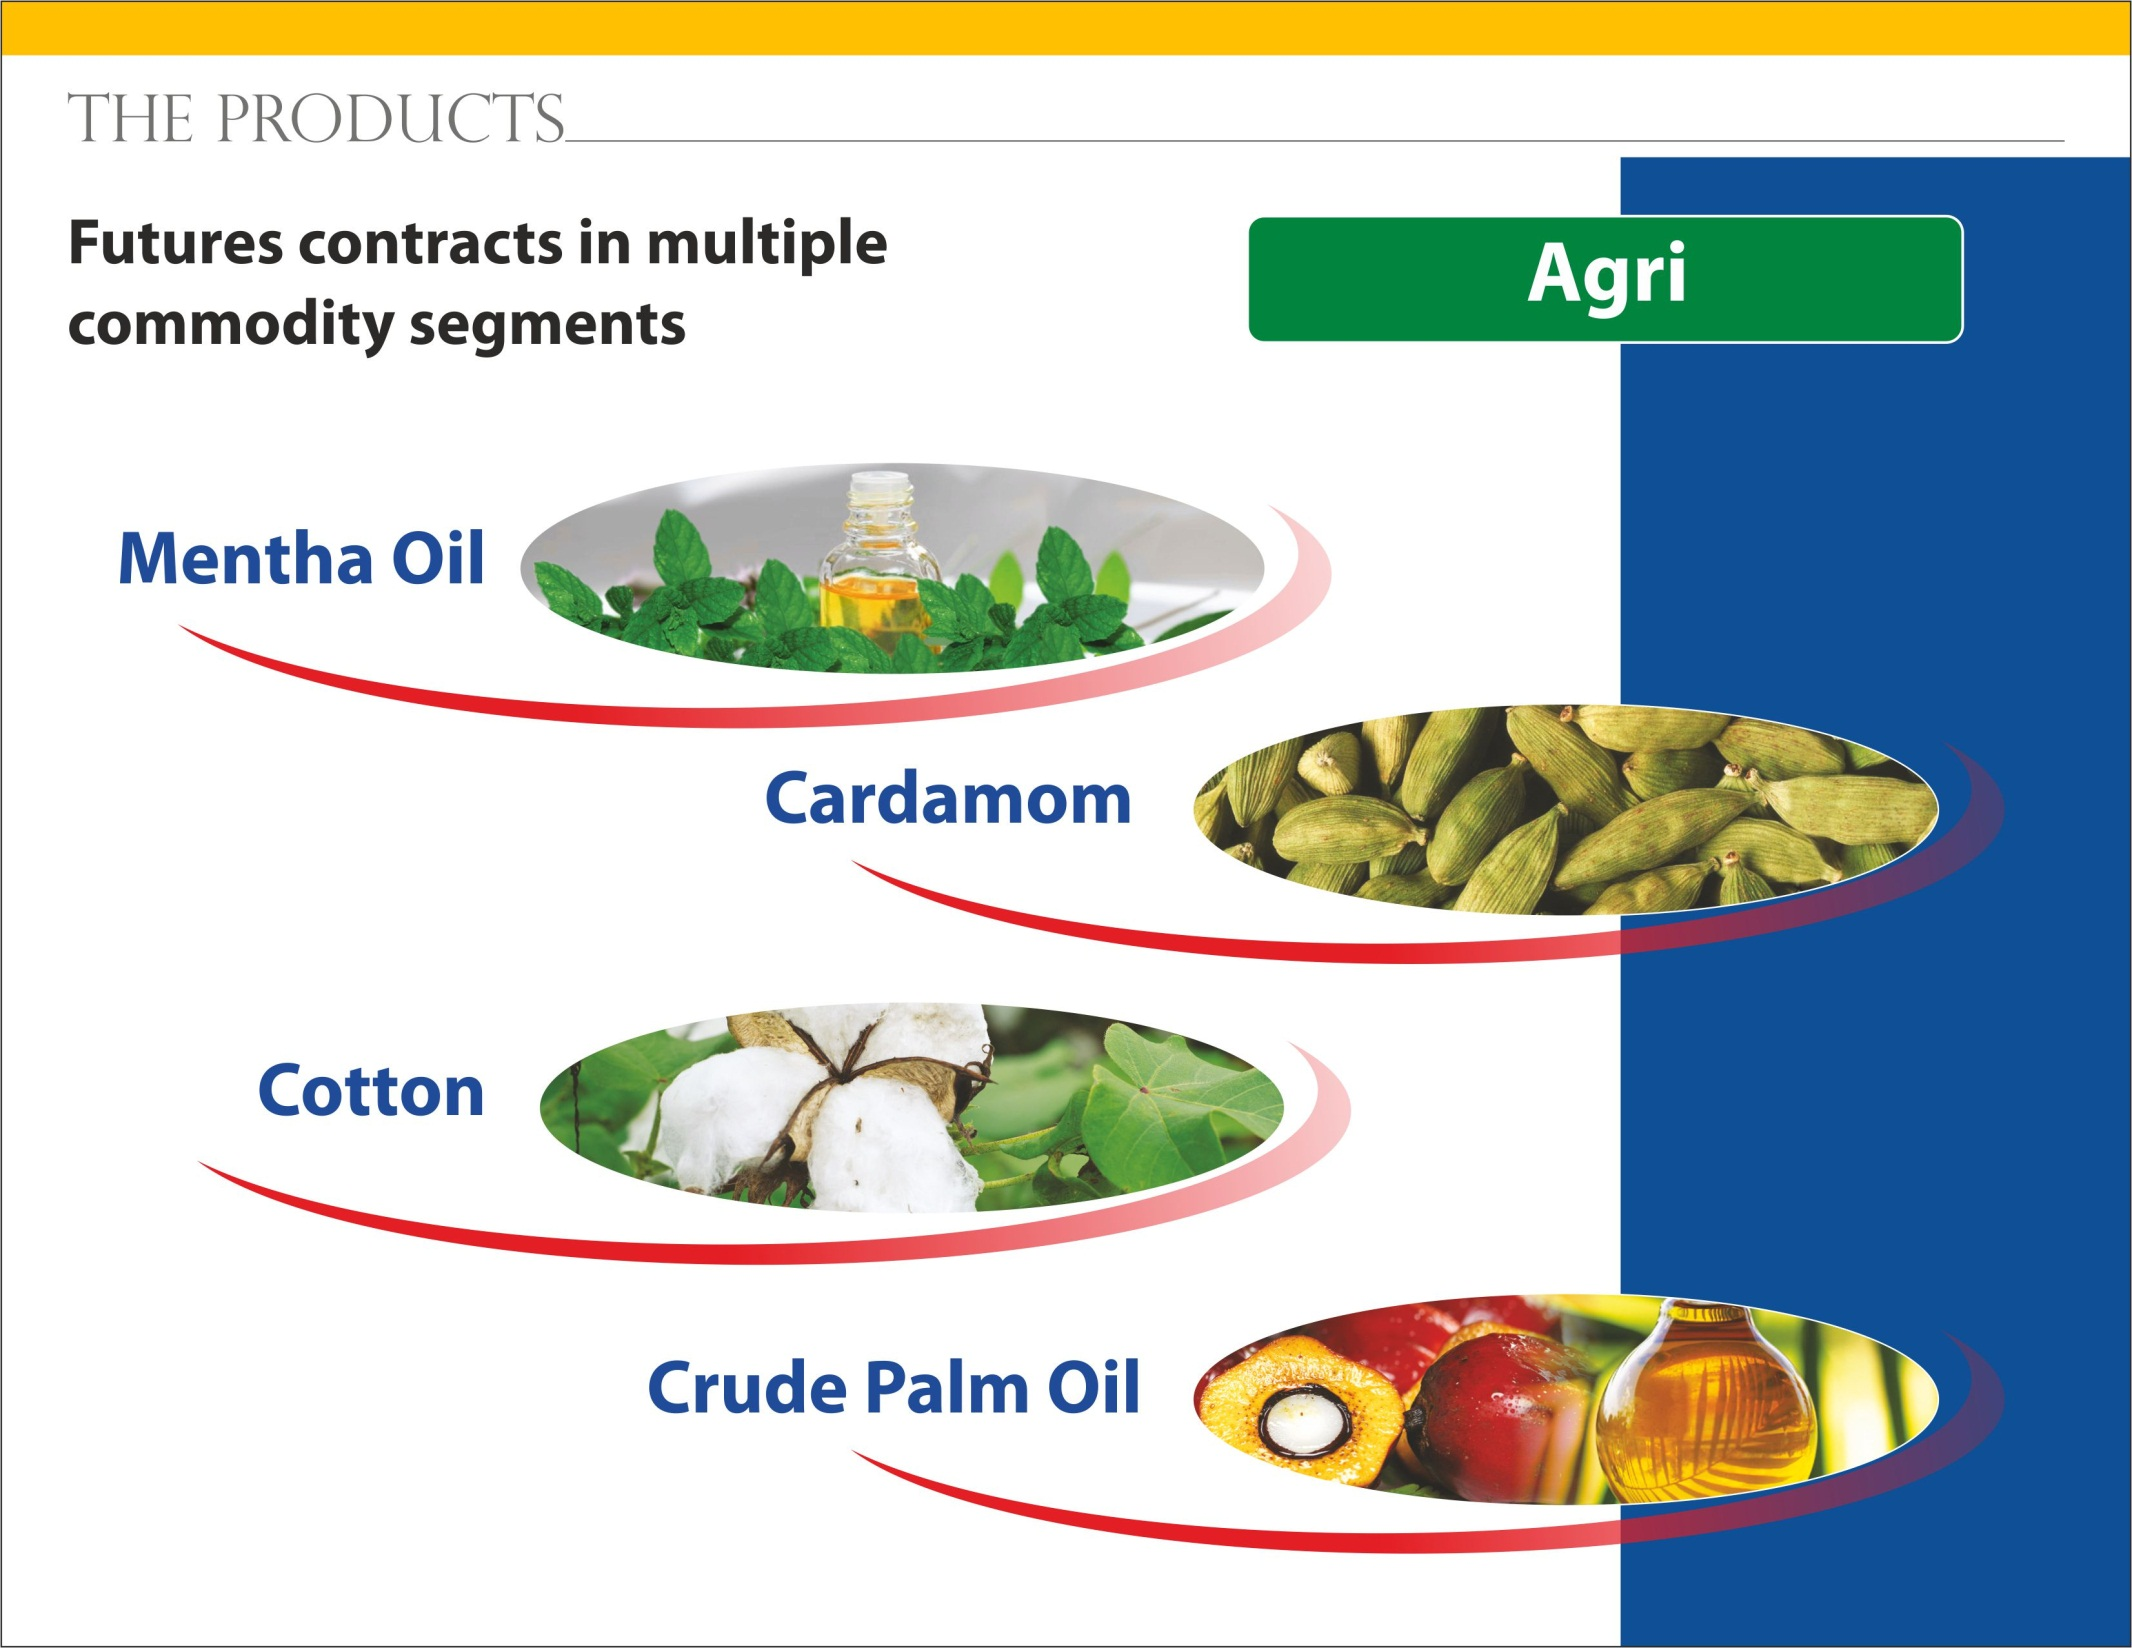 THE PRODUCTS
Futures contracts in multiple
commodity segments
Agri
Mentha Oil
Cardamom
Cotton
Crude Palm Oil